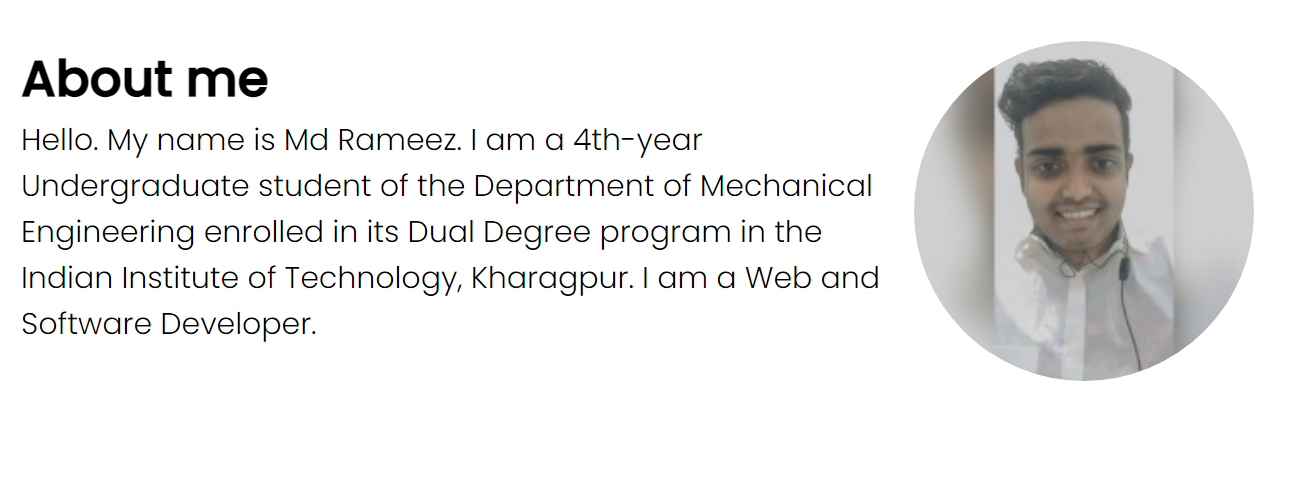 About me
Hello. My name is Md Rameez. I am a 4th-year
Undergraduate student of the Department of Mechanical
Engineering enrolled in its Dual Degree program in the
Indian Institute of Technology, Kharagpur. I am a Web and
Software Developer.